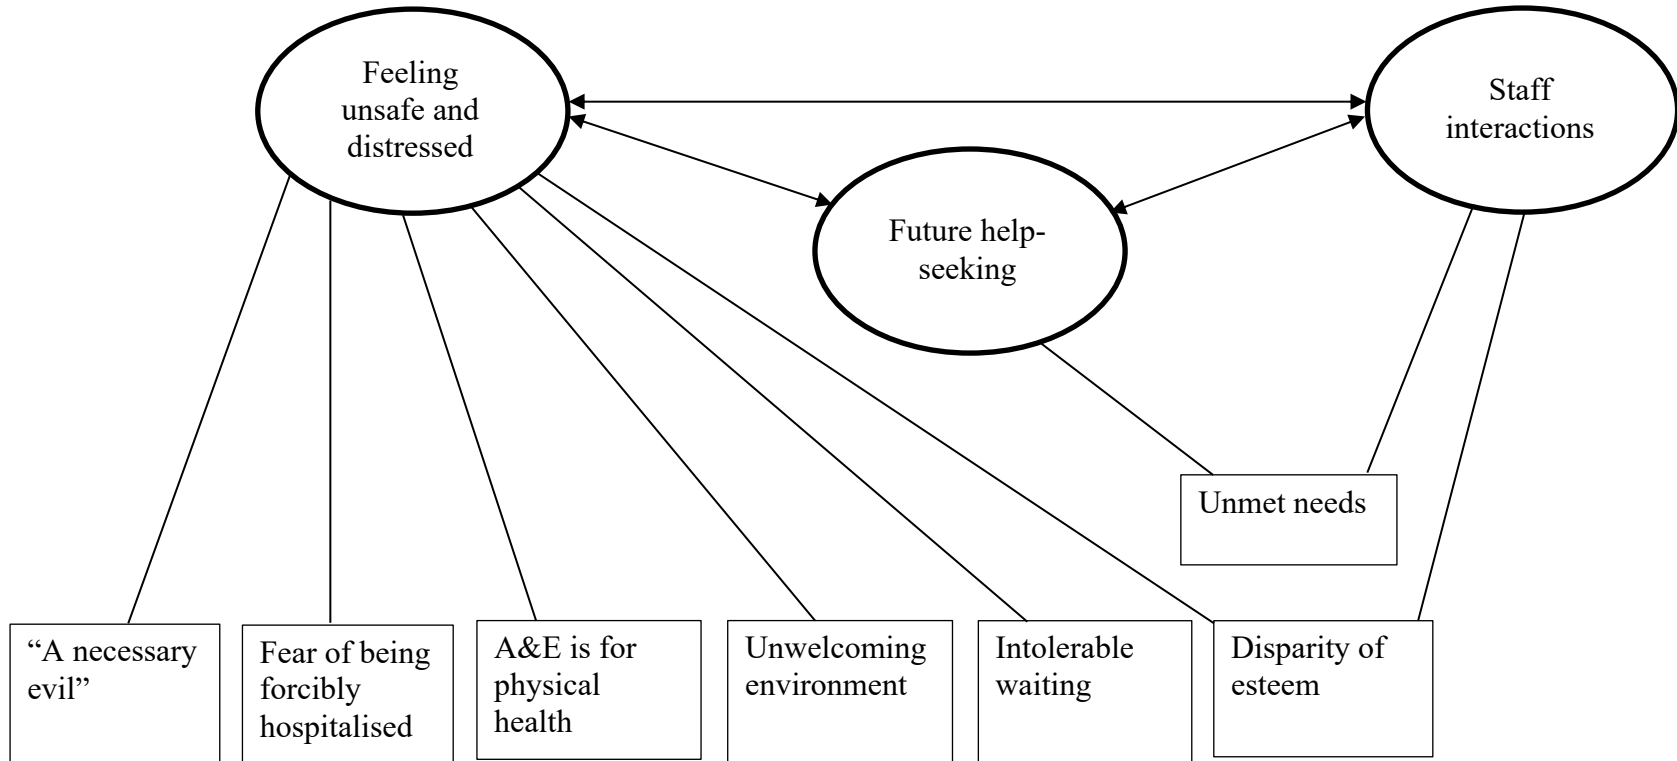 Feeling
unsafe and
distressed
Staff
interactions
Future help-
seeking
Unmet needs
“A necessary
evil”
Fear of being
forcibly
hospitalised
A&E is for
physical
health
Unwelcoming
environment
Intolerable
waiting
Disparity of
esteem